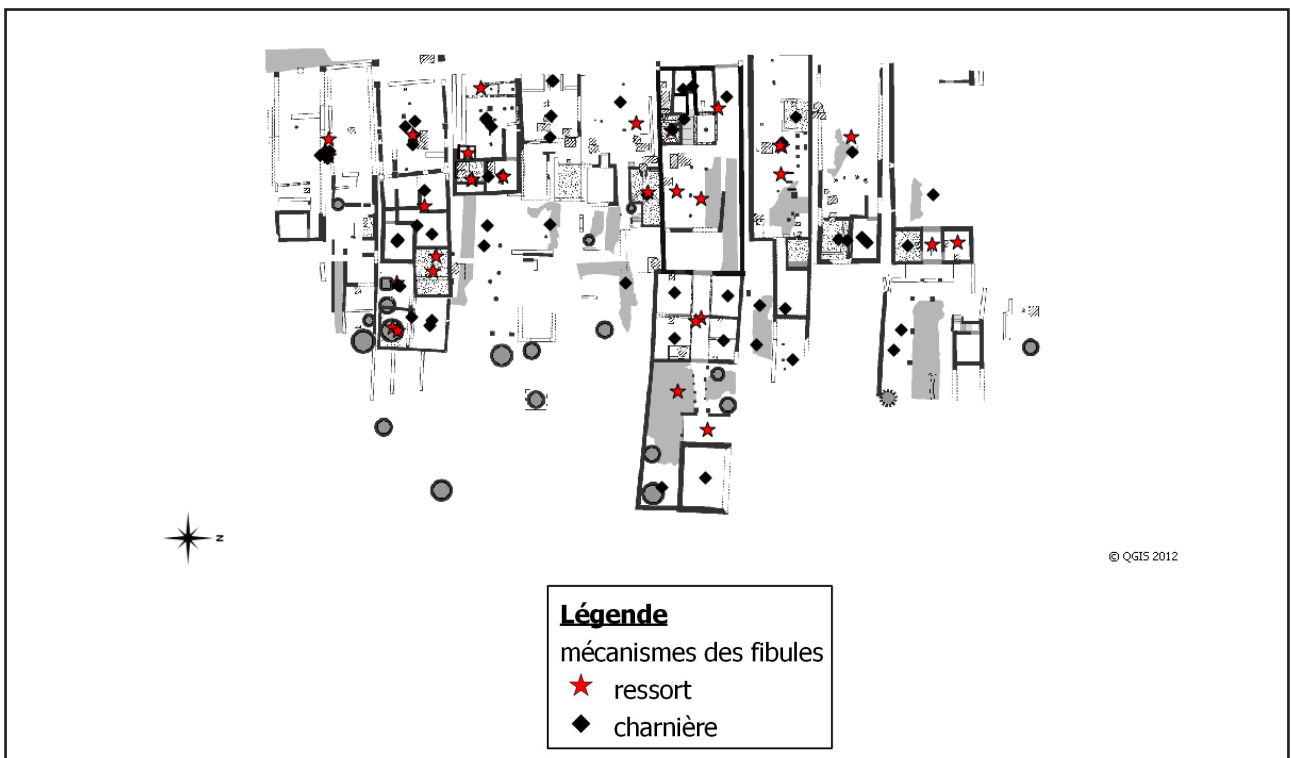 N
© QGIS 2012
Légende
mécanismes des fibules
ressort
charnière